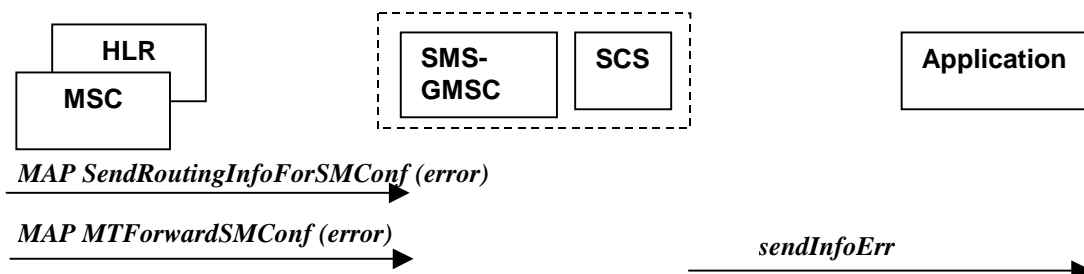 HLR
MSC
SMS-
GMSC
SCS
Application
MAP SendRoutingInfoForSMConf (error)
MAP MTForwardSMConf (error)
sendInfoErr